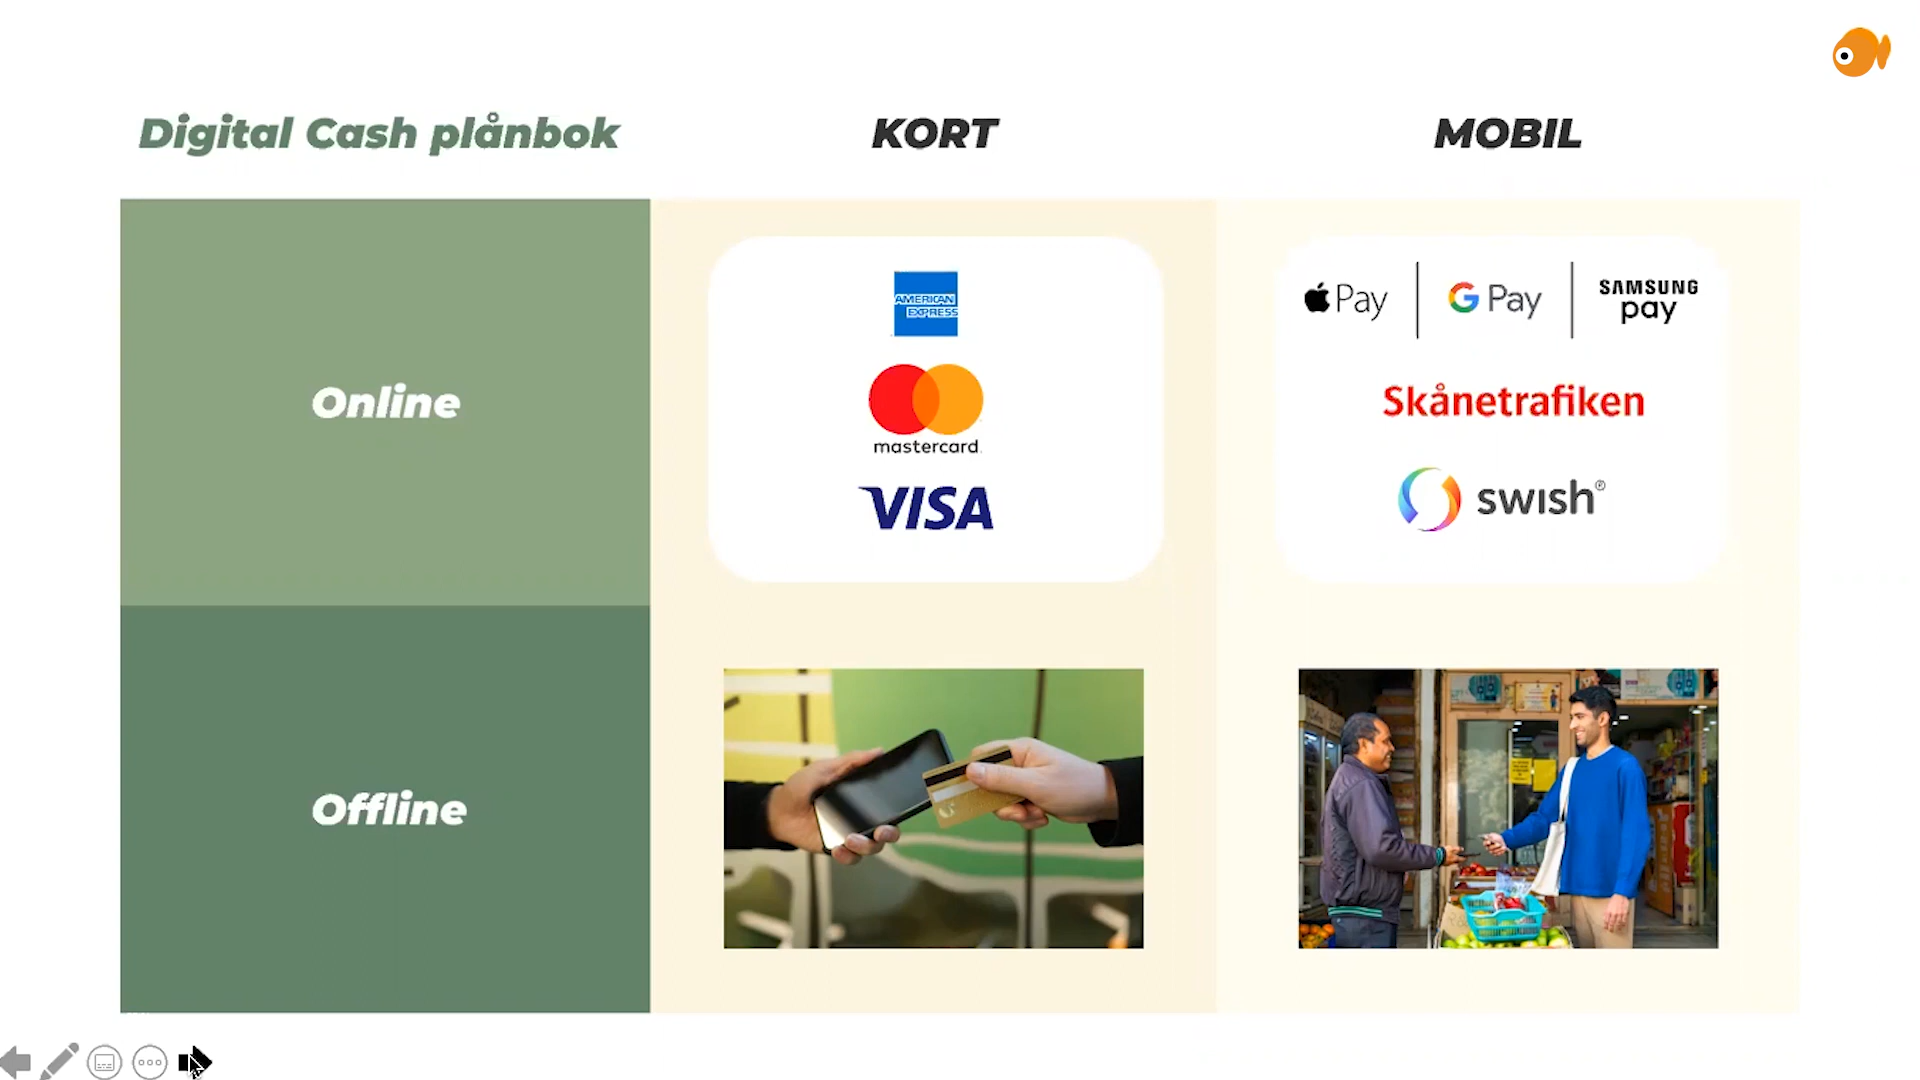 Digital Cash plånbok
KORT
MOBIL
Online
AMERICAN
EXPRESS
mastercard
VISA
Pay
G Pay
SAMSUNG
pay
Skånetrafiken
swish®
Offline